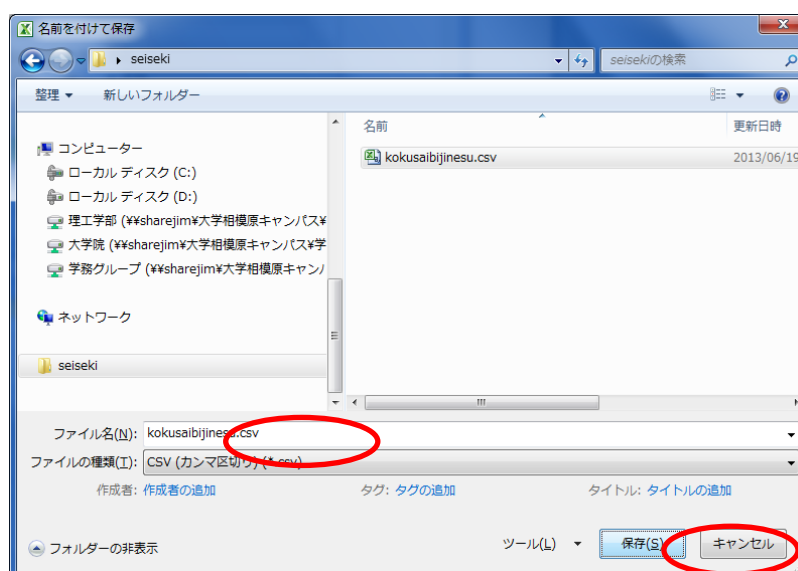 名前を付けて保存
seiseki
seisekiの検索
整理 新しいフォルダー
名前 更新日時
コンピューター
ローカル ディスク (C:)
ローカル ディスク (D:)
理工学部 (¥¥sharejim¥大学相模原キャンパス¥
大学院 (¥¥sharejim¥大学相模原キャンパス¥学
学務グループ (¥¥sharejim¥大学相模原キャンパ
ネットワーク
seiseki
kokusaibijinesu.csv 2013/06/19
ファイル名(N): kokusaibijinesu.csv
ファイルの種類(T): CSV (カンマ区切り) (*.csv)
作成者: 作成者の追加 タグ: タグの追加 タイトル: タイトルの追加
フォルダーの非表示 ツール(L) 保存(S) キャンセル